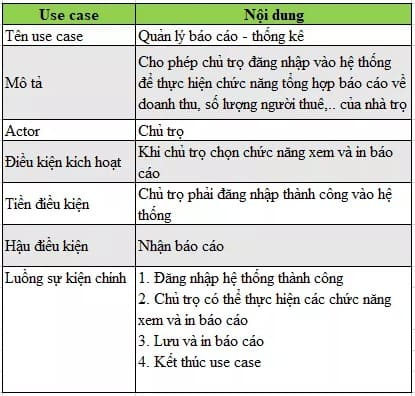 Use case Nội dung
Tên use case Quản lý báo cáo - thống kê
Cho phép chủ trọ đăng nhập vào hệ thống
Mô tả để thực hiện chức năng tổng hợp báo cáo về
doanh thu, số lượng người thuê,.. của nhà trọ
Actor Chủ trọ
Điều kiện kich hoạt Khi chủ trọ chọn chức năng xem và in báo
cáo
Tiền điều kiện Chủ trọ phải đăng nhập thành công vào hệ
thống
Hậu điều kiện Nhận báo cáo
Luồng sự kiện chinh 1. Đăng nhập hệ thống thành công
2. Chủ trọ có thể thực hiện các chức năng
xem và in báo cáo
3. Lưu và in báo cáo
4. Kết thúc use case